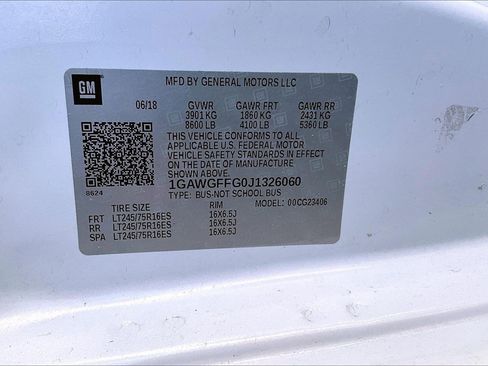 GM
MFD BY GENERAL MOTORS LLC
06/18 GVWR GAWR FRT GAWR RR
3901 KG 1860 KG 2431 KG
8600 LB 4100 LB 5360 LB
THIS VEHICLE CONFORMS TO ALL
APPLICABLE U.S. FEDERAL MOTOR
VEHICLE SAFETY STANDARDS IN EFFECT
ON THE DATE OF MANUFACTURE
SHOWN ABOVE.
1GAWGFFG0J1326060
8624 TYPE: BUS-NOT SCHOOL BUS
TIRE SIZE RIM MODEL: 00CG23406
FRT LT245/75R16ES 16X6.5J
RR LT245/75R16ES 16X6.5J
SPA LT245/75R16ES 16X6.5J